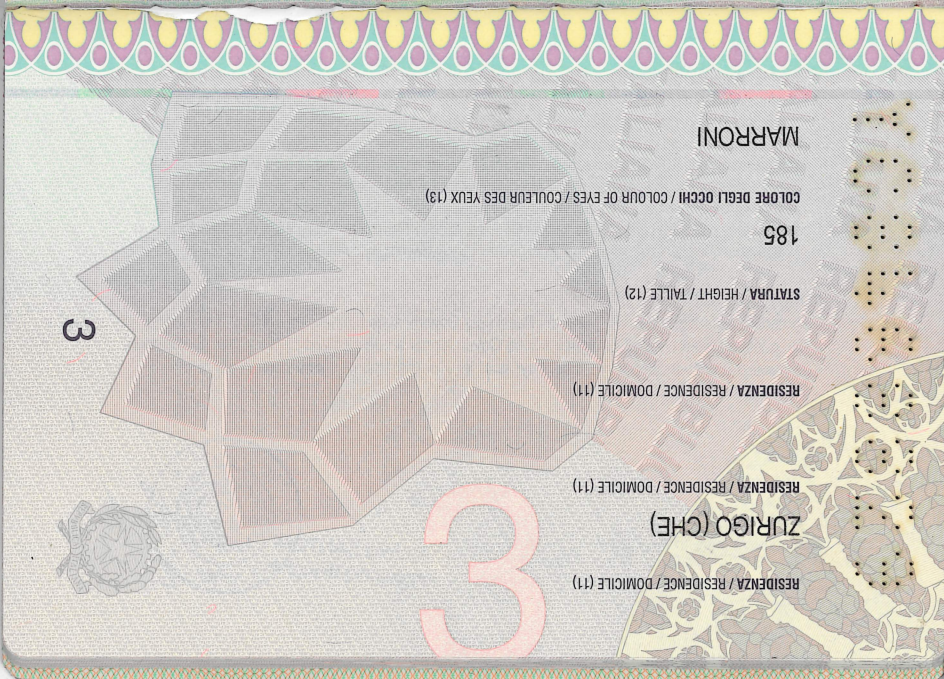 RESIDENZA / RESIDENCE / DOMICILE (11)
ZURIGO (CHE)
RESIDENZA / RESIDENCE / DOMICILE (11)
RESIDENZA / RESIDENCE / DOMICILE (11)
STATURA / HEIGHT / TAILLE (12)
185
COLORE DEGLI OCCHI / COLOUR OF EYES / COULEUR DES YEUX (13)
MARRONI
3
3